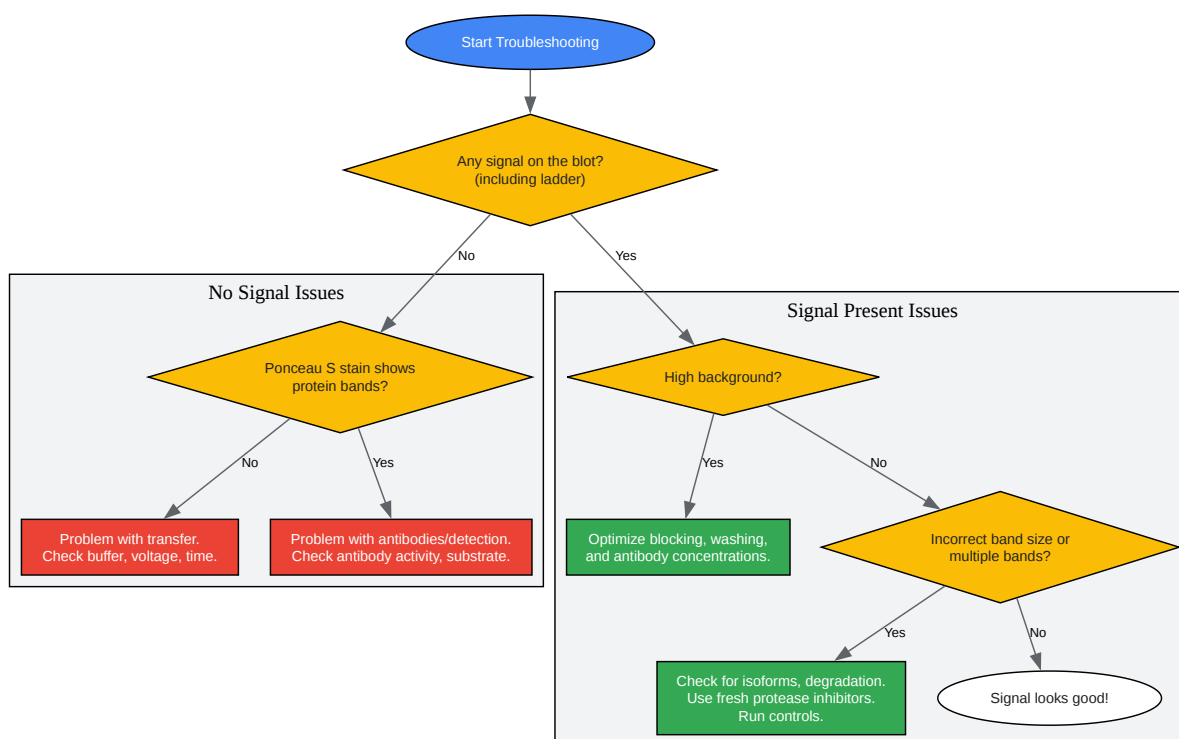 Start Troubleshooting
Any signal on the blot?
(including ladder)
No
Yes
No Signal Issues
Signal Present Issues
Ponceau S stain shows
protein bands?
High background?
No
Yes
Yes
No
Problem with transfer.
Check buffer, voltage, time.
Problem with antibodies/detection.
Check antibody activity, substrate.
Optimize blocking, washing,
and antibody concentrations.
Incorrect band size or
multiple bands?
Yes
No
Check for isoforms, degradation.
Use fresh protease inhibitors.
Run controls.
Signal looks good!